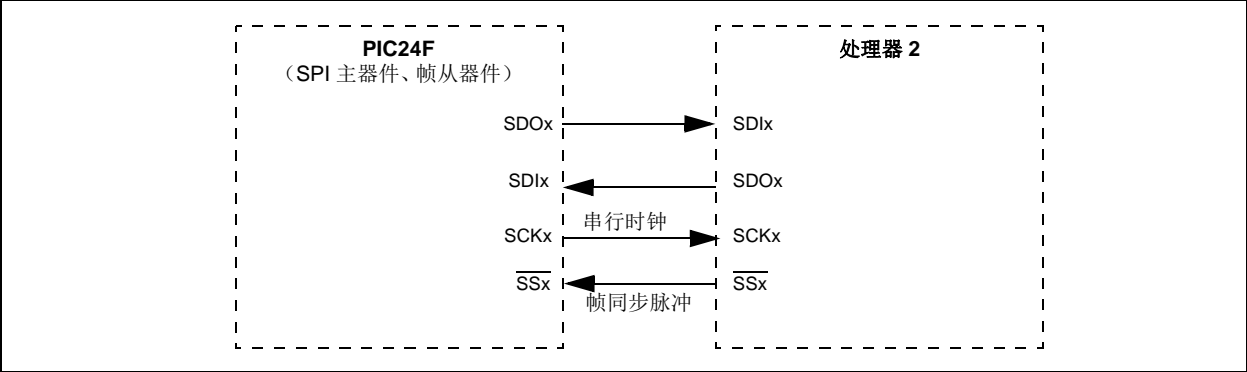 PIC24F
（SPI 主器件、帧从器件）
处理器 2
SDOx
SDIx
SDIx
SDOx
串行时钟
SCKx
SCKx
SSx
SSx
帧同步脉冲